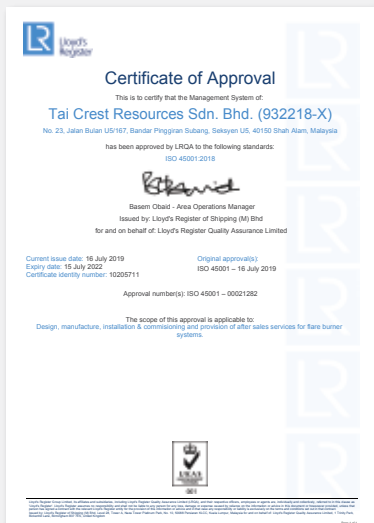 LR
Lloyd's
Register
Certificate of Approval
This is to certify that the Management System of:
Tai Crest Resources Sdn. Bhd. (932218-X)
No. 23, Jalan Bulan U5/167, Bandar Pinggiran Subang, Seksyen U5, 40150 Shah Alam, Malaysia
has been approved by LRQA to the following standards:
ISO 45001:2018
Basem Obaid - Area Operations Manager
Issued by: Lloyd's Register of Shipping (M) Bhd
for and on behalf of: Lloyd's Register Quality Assurance Limited
Current issue date: 16 July 2019
Expiry date: 15 July 2022
Certificate identity number: 10205711
Original approval(s):
ISO 45001 – 16 July 2019
Approval number(s): ISO 45001 – 00021282
The scope of this approval is applicable to:
Design, manufacture, installation & commisioning and provision of after sales services for flare burner
systems.
UKAS
001